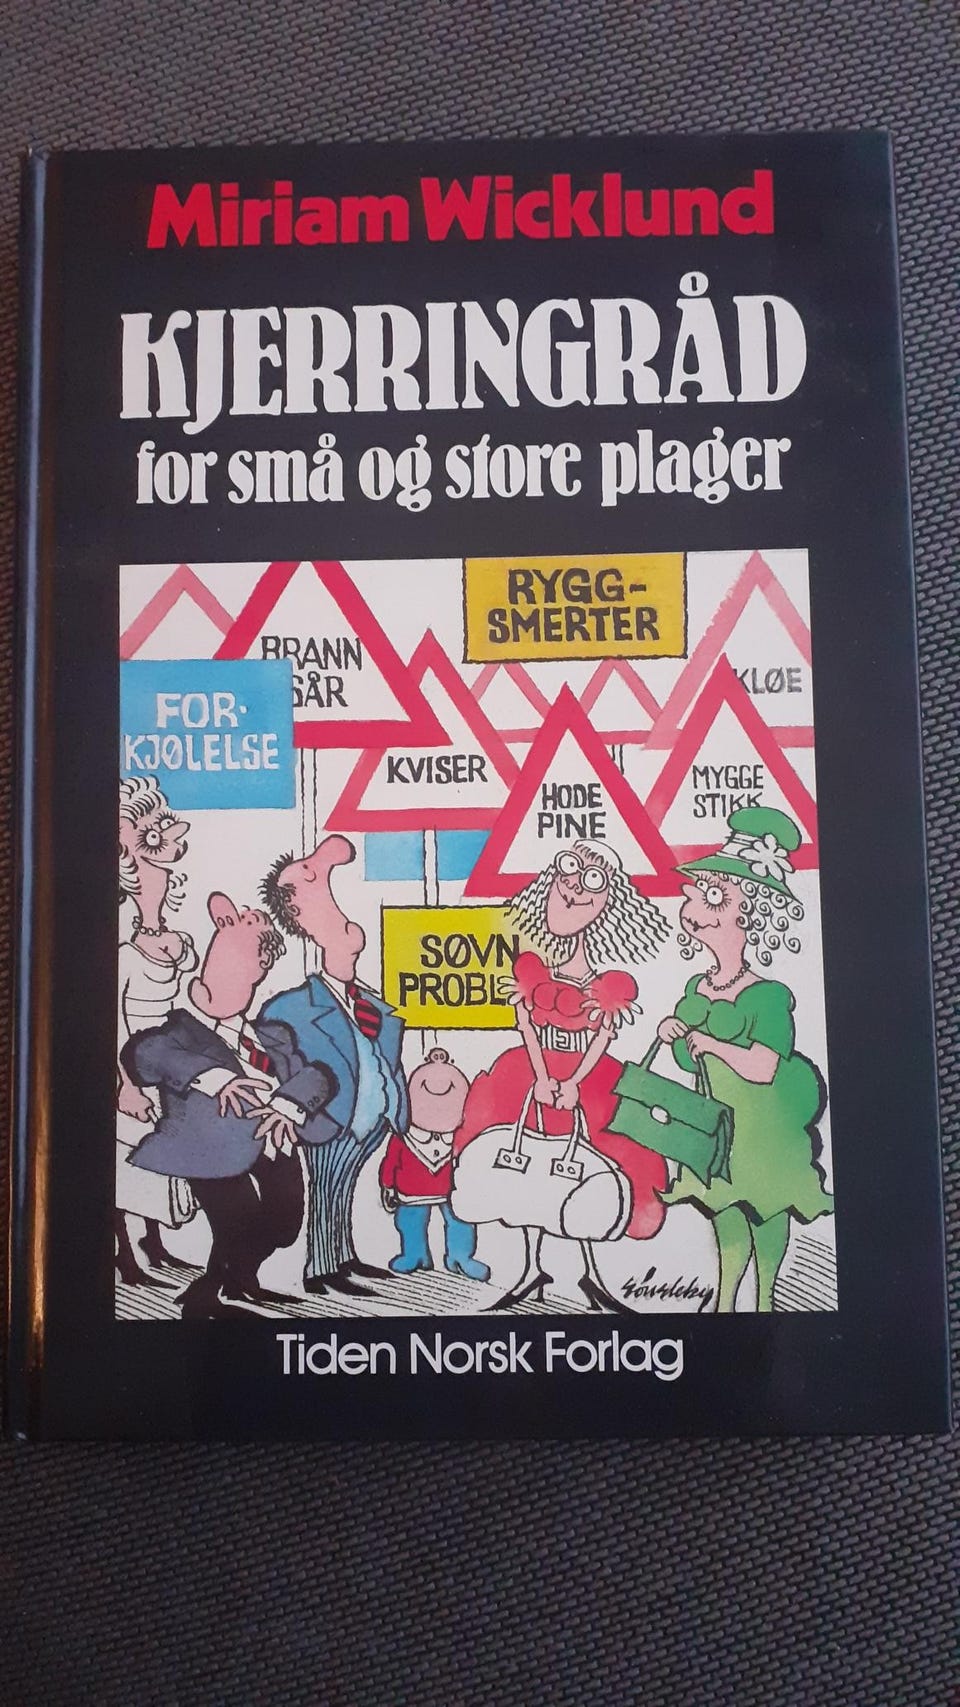 Miriam Wicklund
KJERRINGRÅD
for små og store plager
RYGG-
SMERTER
BRANN
SÅR
KLØE
FOR-
KJØLELSE
KVISER
HODE
PINE
MYGGE
STIKK
SØVN
PROBLE
Tiden Norsk Forlag